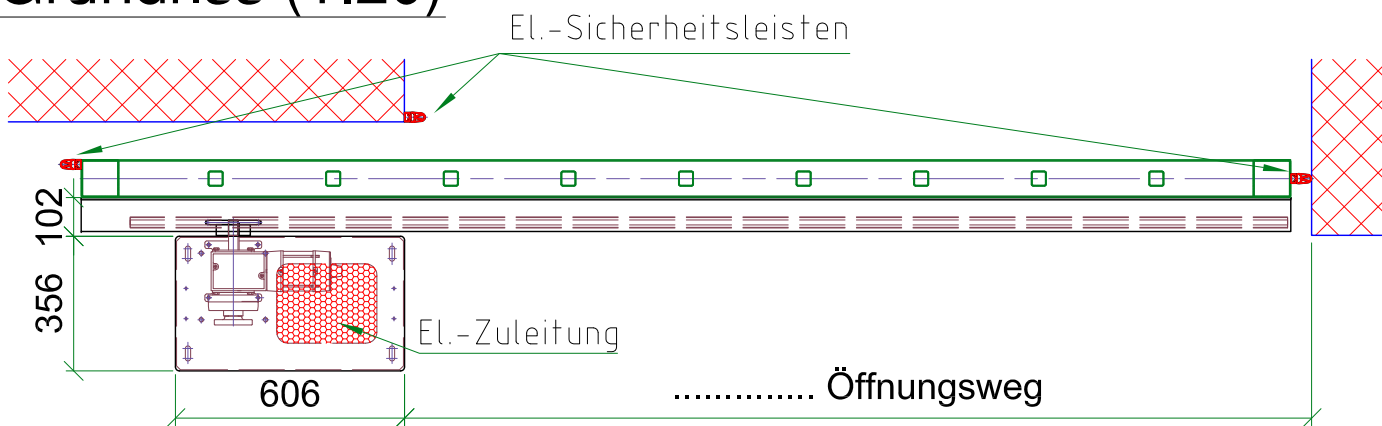 El.-Sicherheitsleisten
102
356
El.-Zuleitung
606
.............. Öffnungsweg